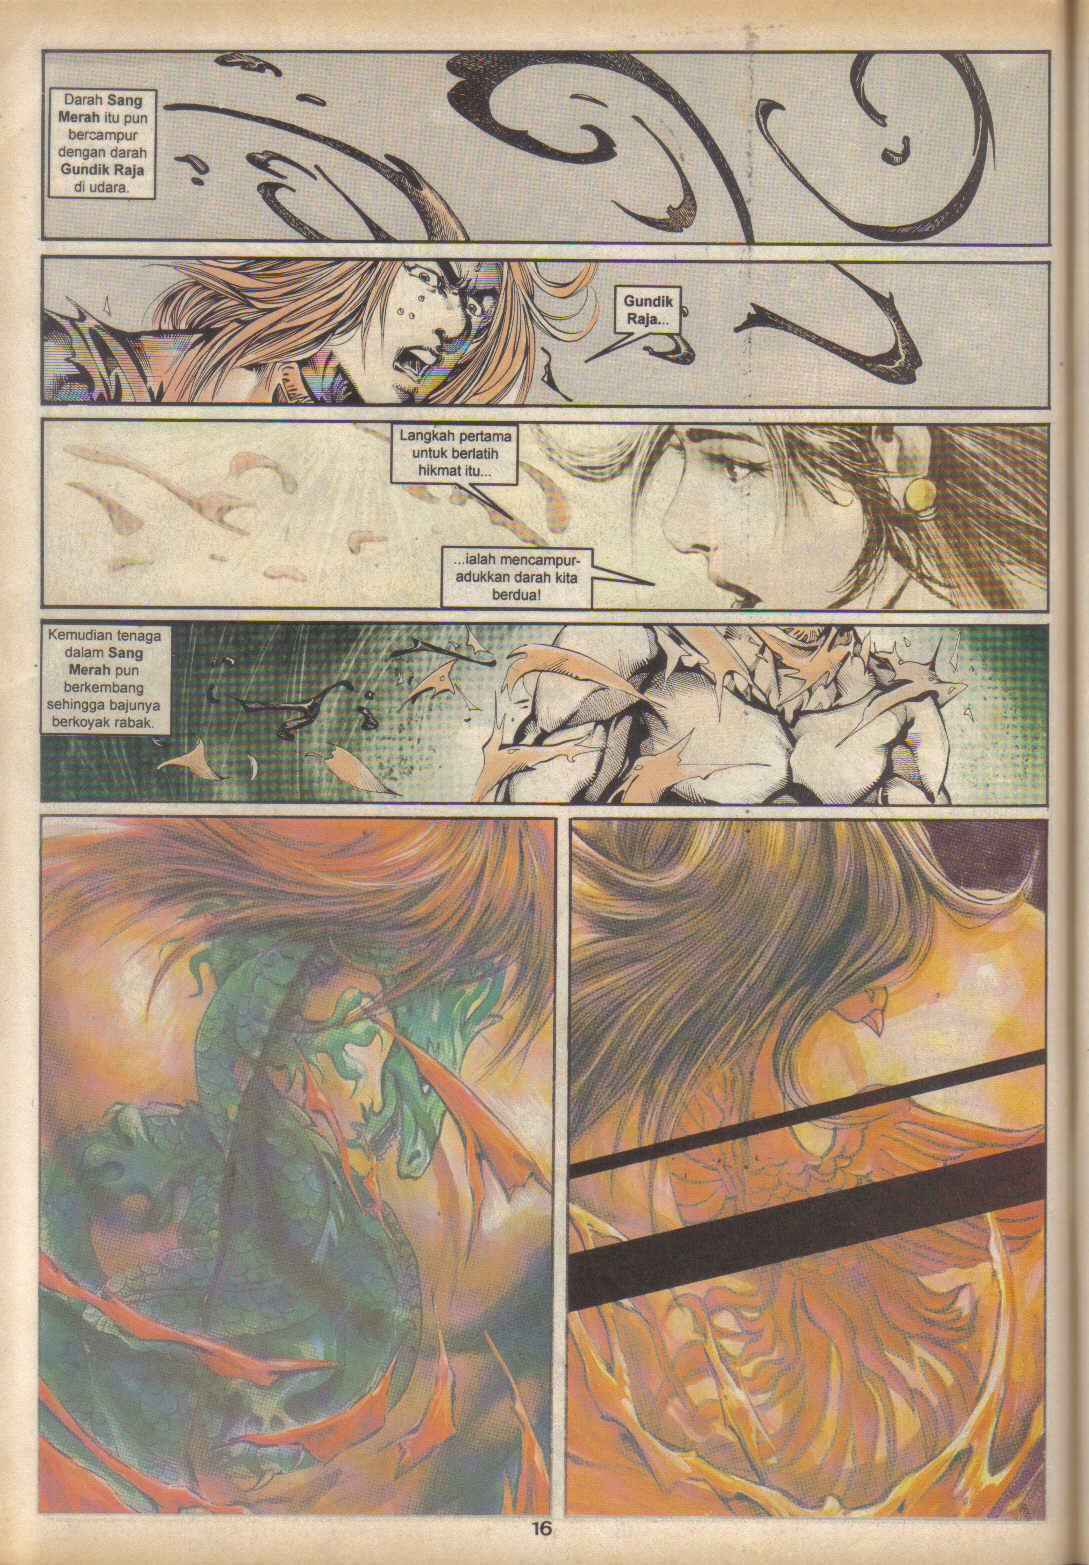 Darah Sang
Merah itu pun
bercampur
dengan darah
Gundik Raja
di udara.
Gundik
Raja...
Langkah pertama
untuk berlatih
hikmat itu...
...ialah mencampur-
adukkan darah kita
berdua!
Kemudian tenaga
dalam Sang
Merah pun
berkembang
sehingga bajunya
berkoyak rabak.
16